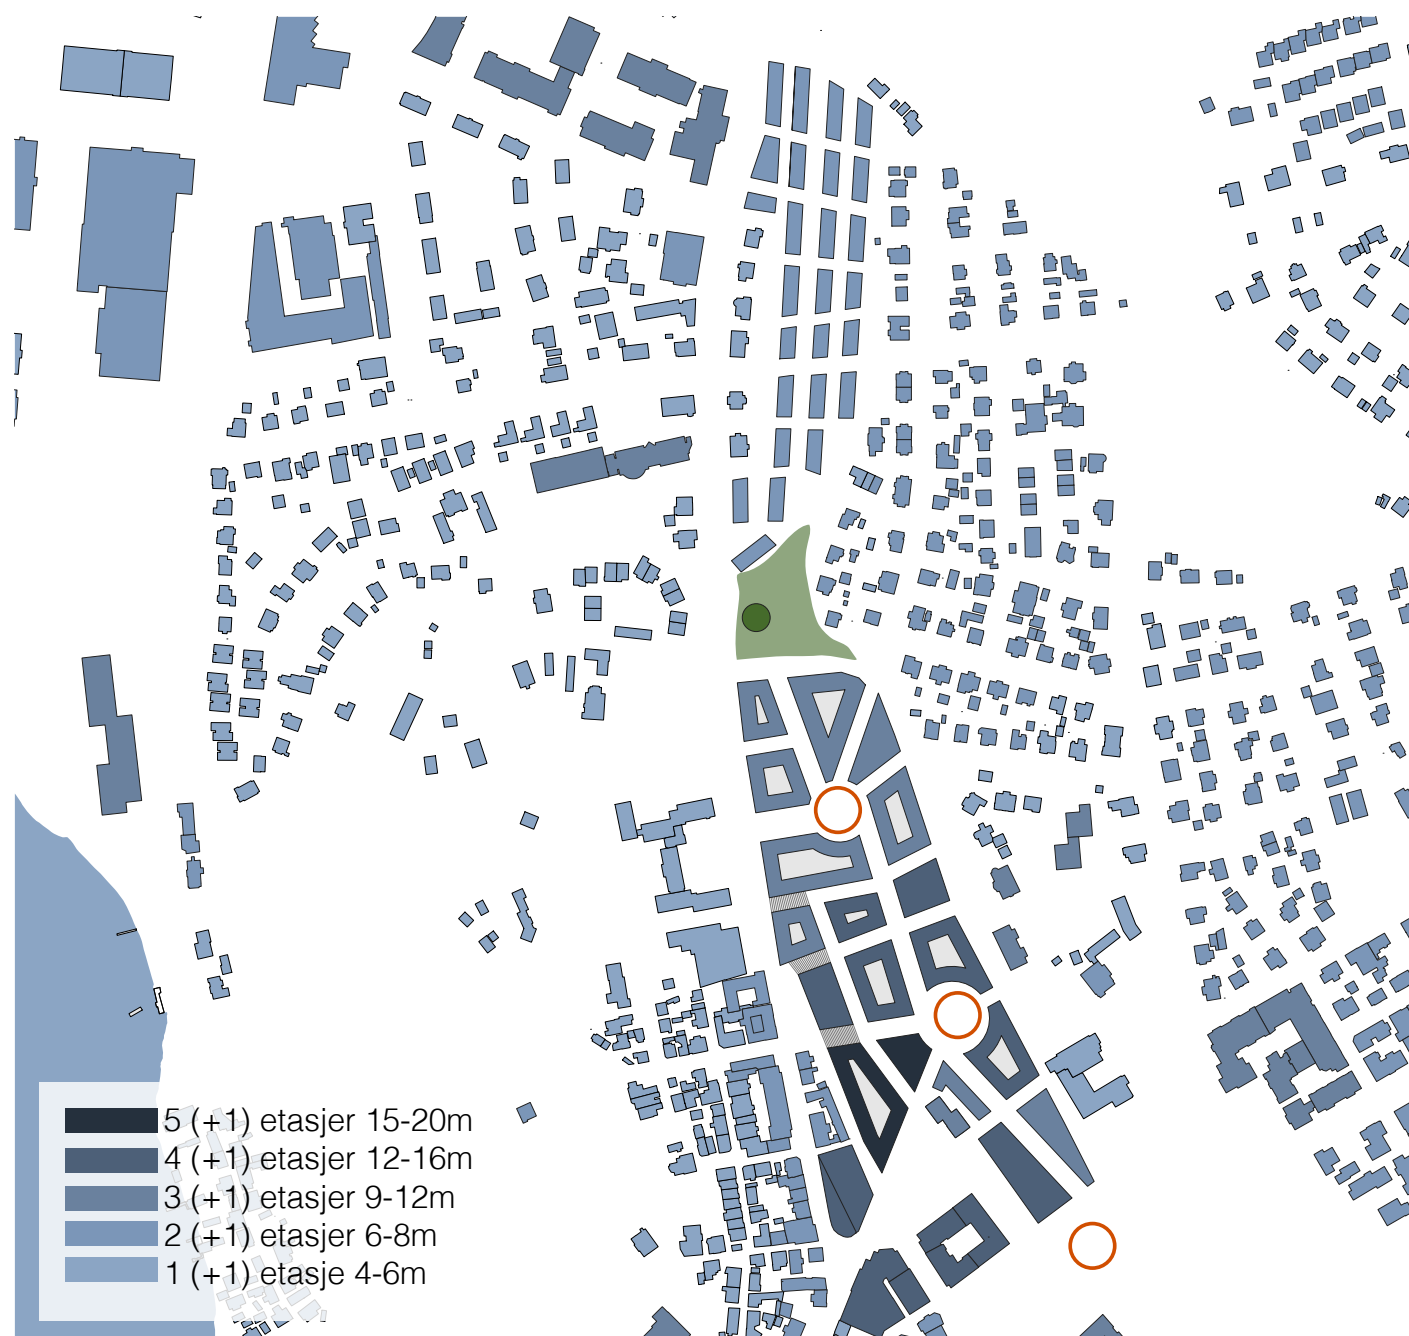 5 (+1) etasjer 15-20m
4 (+1) etasjer 12-16m
3 (+1) etasjer 9-12m
2 (+1) etasjer 6-8m
1 (+1) etasje 4-6m